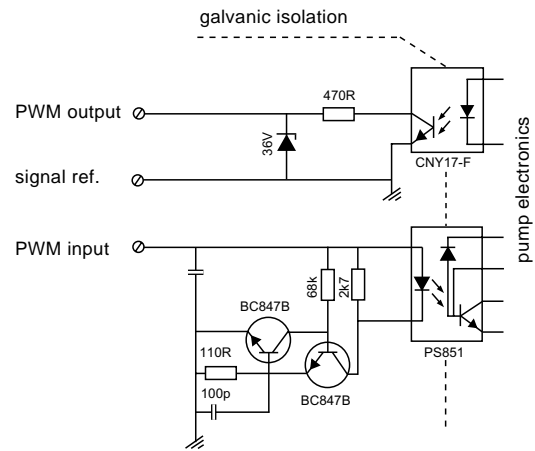 galvanic isolation
470R
PWM output
36V
CNY17-F
signal ref.
pump electronics
PWM input
68k
2k7
BC847B
110R
PS851
100p
BC847B